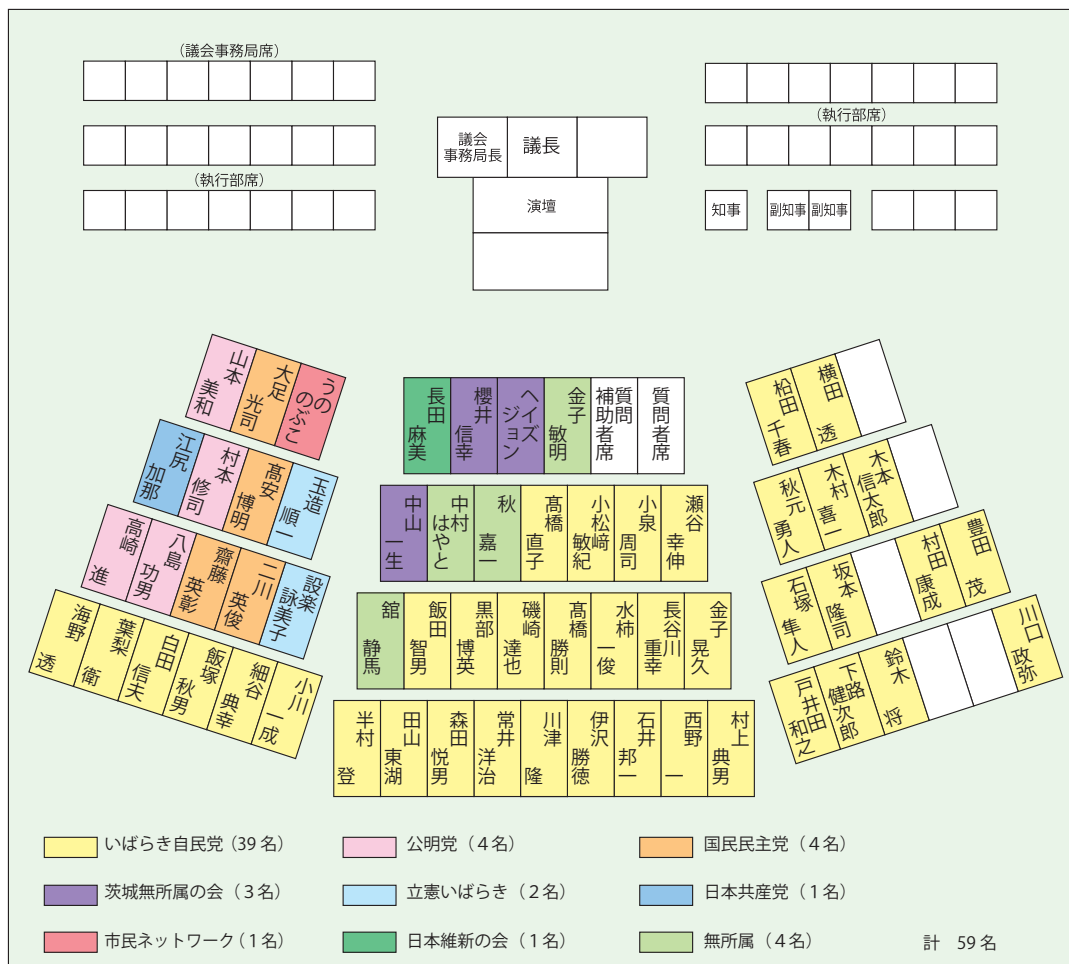 (議会事務局席)
(執行部席)
(執行部席)
議会
事務局長
議長
演壇
知事
副知事
副知事
山本 美和
大足 光司
うの のぶこ
江尻 加那
村本 修司
髙安 博明
玉造 順一
高崎 進
八島 功男
齋藤 英彰
二川 英俊
設楽 詠美子
海野 透
葉梨 衛
白田 信夫
飯塚 秋男
細谷 典幸
小川 一成
長田 麻美
櫻井 信幸
ヘイズ ジョン
金子 敏明
質問
補助者席
質問者席
中山 一生
中村 はやと
秋 嘉一
髙橋 直子
小松﨑 敏紀
小泉 周司
瀬谷 幸伸
舘 静馬
飯田 智男
黒部 博英
磯崎 達也
髙橋 勝則
水柿 一俊
長谷川 重幸
金子 晃久
半村 登
田山 東湖
森田 悦男
常井 洋治
川津 隆
伊沢 勝徳
石井 邦一
西野 一
村上 典男
柗田 千春
横田 透
秋元 勇人
木村 喜一
木本 信太郎
石塚 隼人
坂本 隆司
村田 康成
豊田 茂
戸井田 和之
下路 健次郎
鈴木 将
川口 政弥
いばらき自民党(39名)
公明党(4名)
国民民主党(4名)
茨城無所属の会(3名)
立憲いばらき(2名)
日本共産党(1名)
市民ネットワーク(1名)
日本維新の会(1名)
無所属(4名)
計 59名